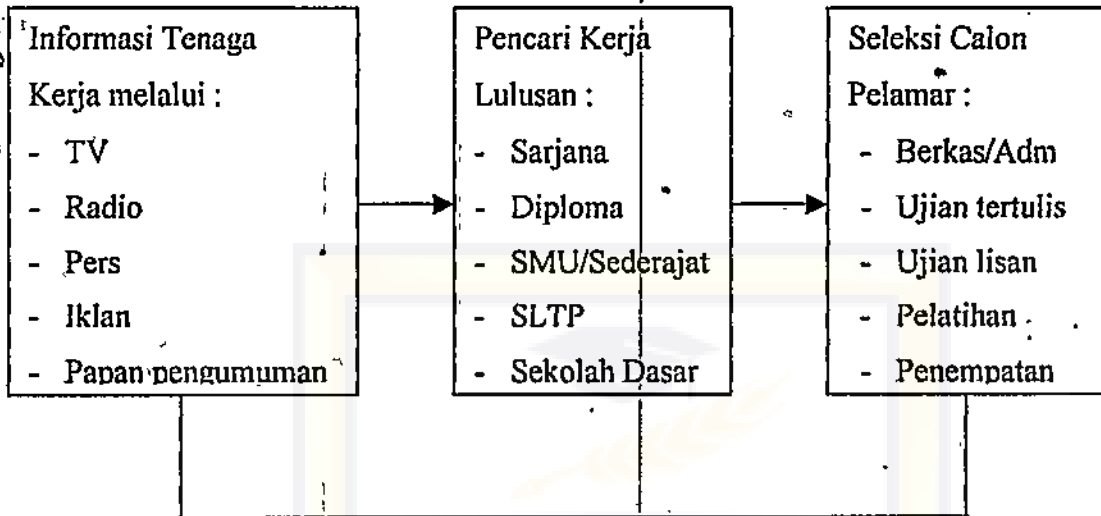 Informasi Tenaga
Kerja melalui :
- TV
- Radio
- Pers
- Iklan
- Papan pengumuman
Pencari Kerja
Lulusan :
- Sarjana
- Diploma
- SMU/Sederajat
- SLTP
- Sekolah Dasar
Seleksi Calon
Pelamar :
- Berkas/Adm
- Ujian tertulis
- Ujian lisan
- Pelatihan
- Penempatan